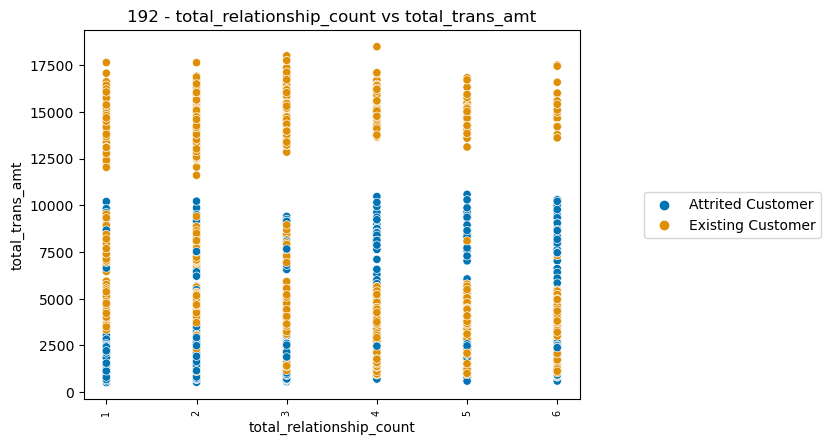 192 - total_relationship_count vs total_trans_amt
17500
15000
12500
10000
7500
5000
2500
0
total_trans_amt
1 2 3 4 5 6
total_relationship_count
Attrited Customer
Existing Customer